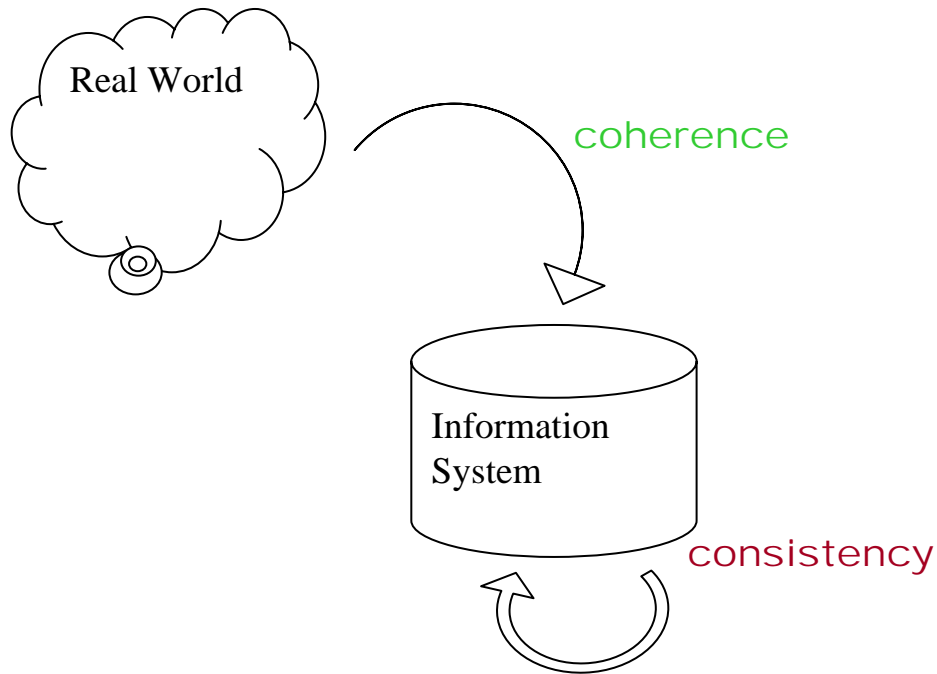 Real World
coherence
Information
System
consistency